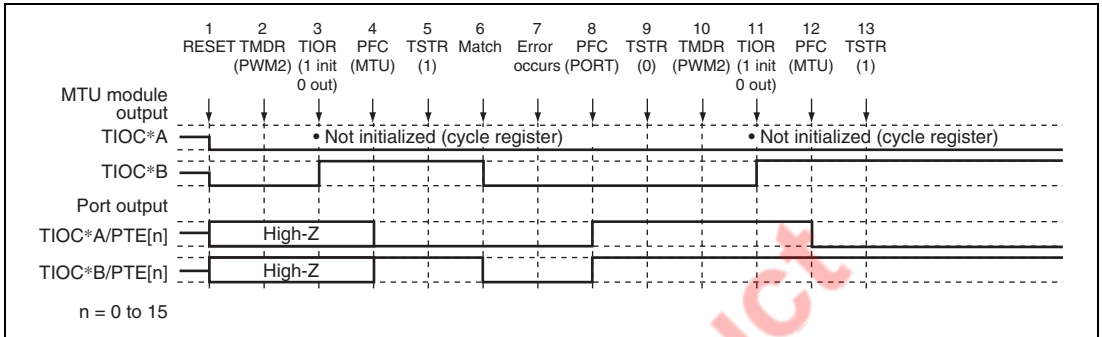 1 2 3 4 5 6 7 8 9 10 11 12 13
RESET TMDR TIOR PFC TSTR Match Error PFC TSTR TMDR TIOR PFC TSTR
(PWM2) (1 init (MTU) (1) occurs (PORT) (0) (PWM2) (1 init (MTU) (1)
0 out) 0 out)
MTU module
output
TIOC*A • Not initialized (cycle register) • Not initialized (cycle register)
TIOC*B
Port output
TIOC*A/PTE[n] High-Z
TIOC*B/PTE[n] High-Z
n = 0 to 15